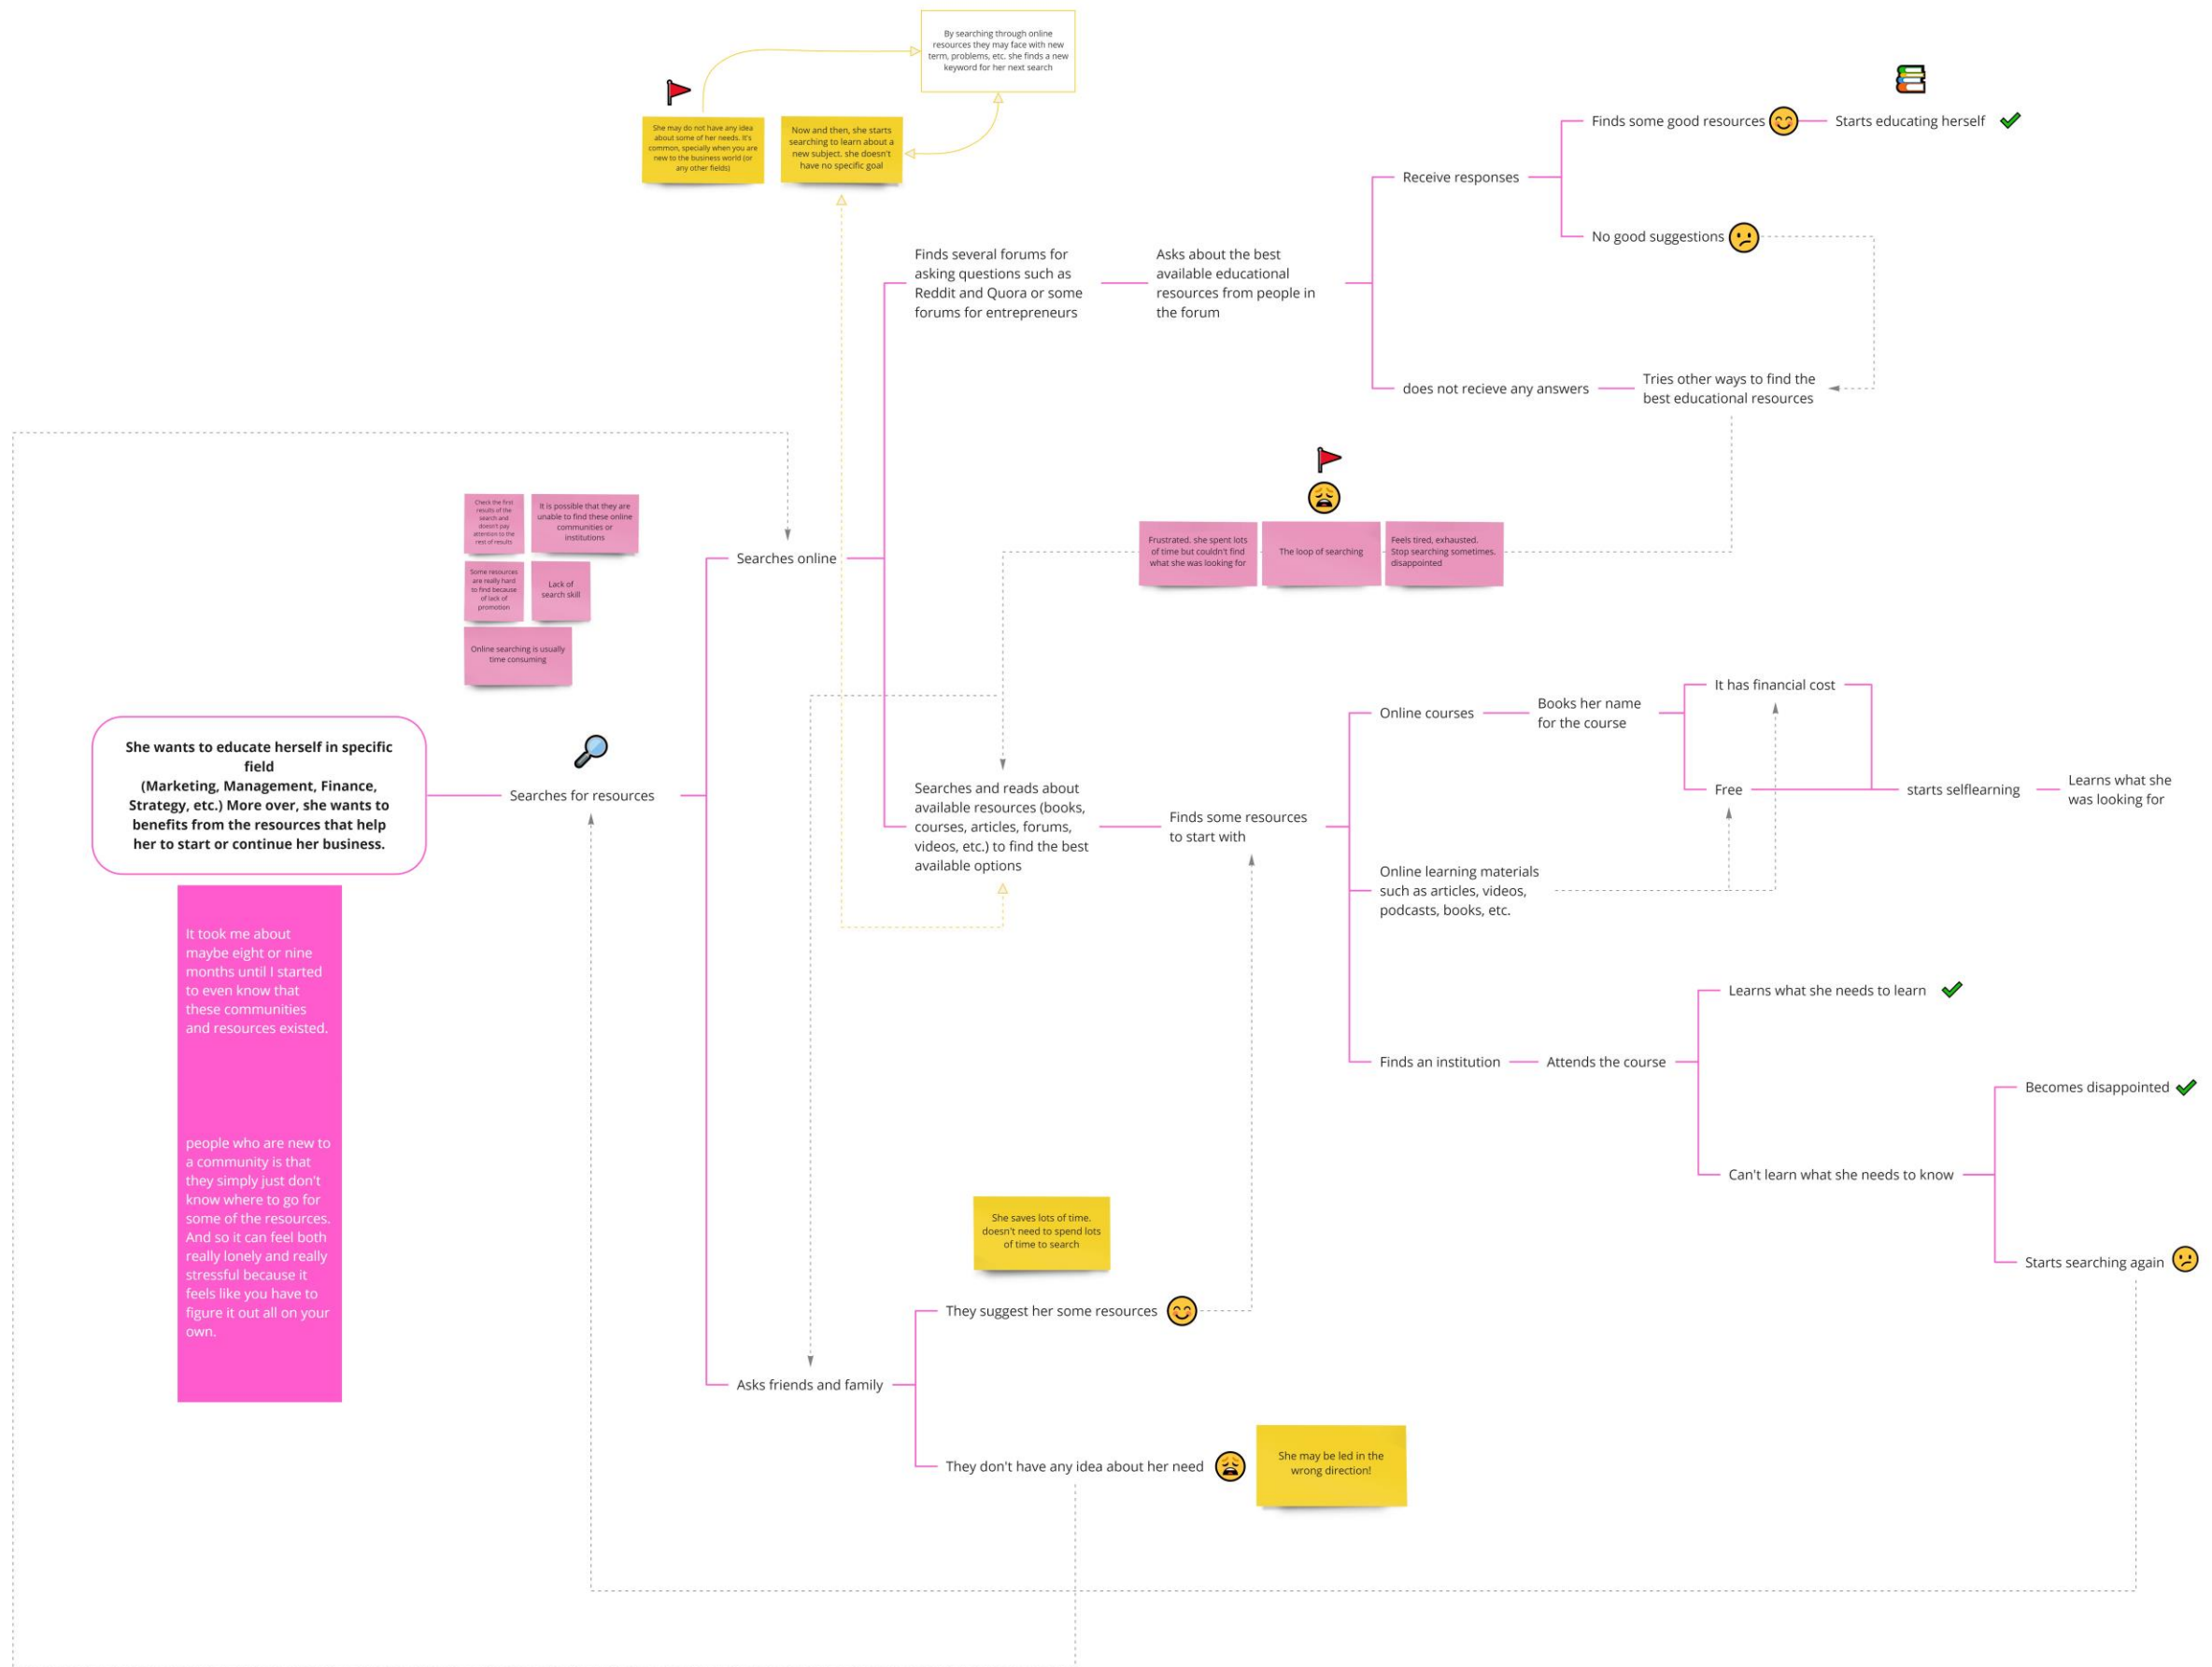 By searching through online
resources they may face with new
term, problems, etc. she finds a new
keyword for her next search
She may do not have any idea
about some of her needs. It's
common, specially when you are
new to the business world (or
any other fields)
Now and then, she starts
searching to learn about a
new subject. she doesn't
have no specific goal
Finds some good resources
Starts educating herself
Receive responses
No good suggestions
Finds several forums for
asking questions such as
Reddit and Quora or some
forums for entrepreneurs
Asks about the best
available educational
resources from people in
the forum
does not recieve any answers
Tries other ways to find the
best educational resources
Check the first
results of the
search and
doesn't pay
attention to the
rest of results
It is possible that they are
unable to find these online
communities or
institutions
Some resources
are really hard
to find because
of lack of
promotion
Lack of
search skill
Online searching is usually
time consuming
Searches online
Frustrated. she spent lots
of time but couldn't find
what she was looking for
The loop of searching
Feels tired, exhausted.
Stop searching sometimes.
disappointed
She wants to educate herself in specific
field
(Marketing, Management, Finance,
Strategy, etc.) More over, she wants to
benefits from the resources that help
her to start or continue her business.
Searches for resources
Searches and reads about
available resources (books,
courses, articles, forums,
videos, etc.) to find the best
available options
Finds some resources
to start with
Online courses
Books her name
for the course
It has financial cost
Free
starts selflearning
Learns what she
was looking for
Online learning materials
such as articles, videos,
podcasts, books, etc.
Finds an institution
Attends the course
Learns what she needs to learn
Can't learn what she needs to know
Becomes disappointed
Starts searching again
It took me about
maybe eight or nine
months until I started
to even know that
these communities
and resources existed.
people who are new to
a community is that
they simply just don't
know where to go for
some of the resources.
And so it can feel both
really lonely and really
stressful because it
feels like you have to
figure it out all on your
own.
She saves lots of time.
doesn't need to spend lots
of time to search
They suggest her some resources
Asks friends and family
They don't have any idea about her need
She may be led in the
wrong direction!